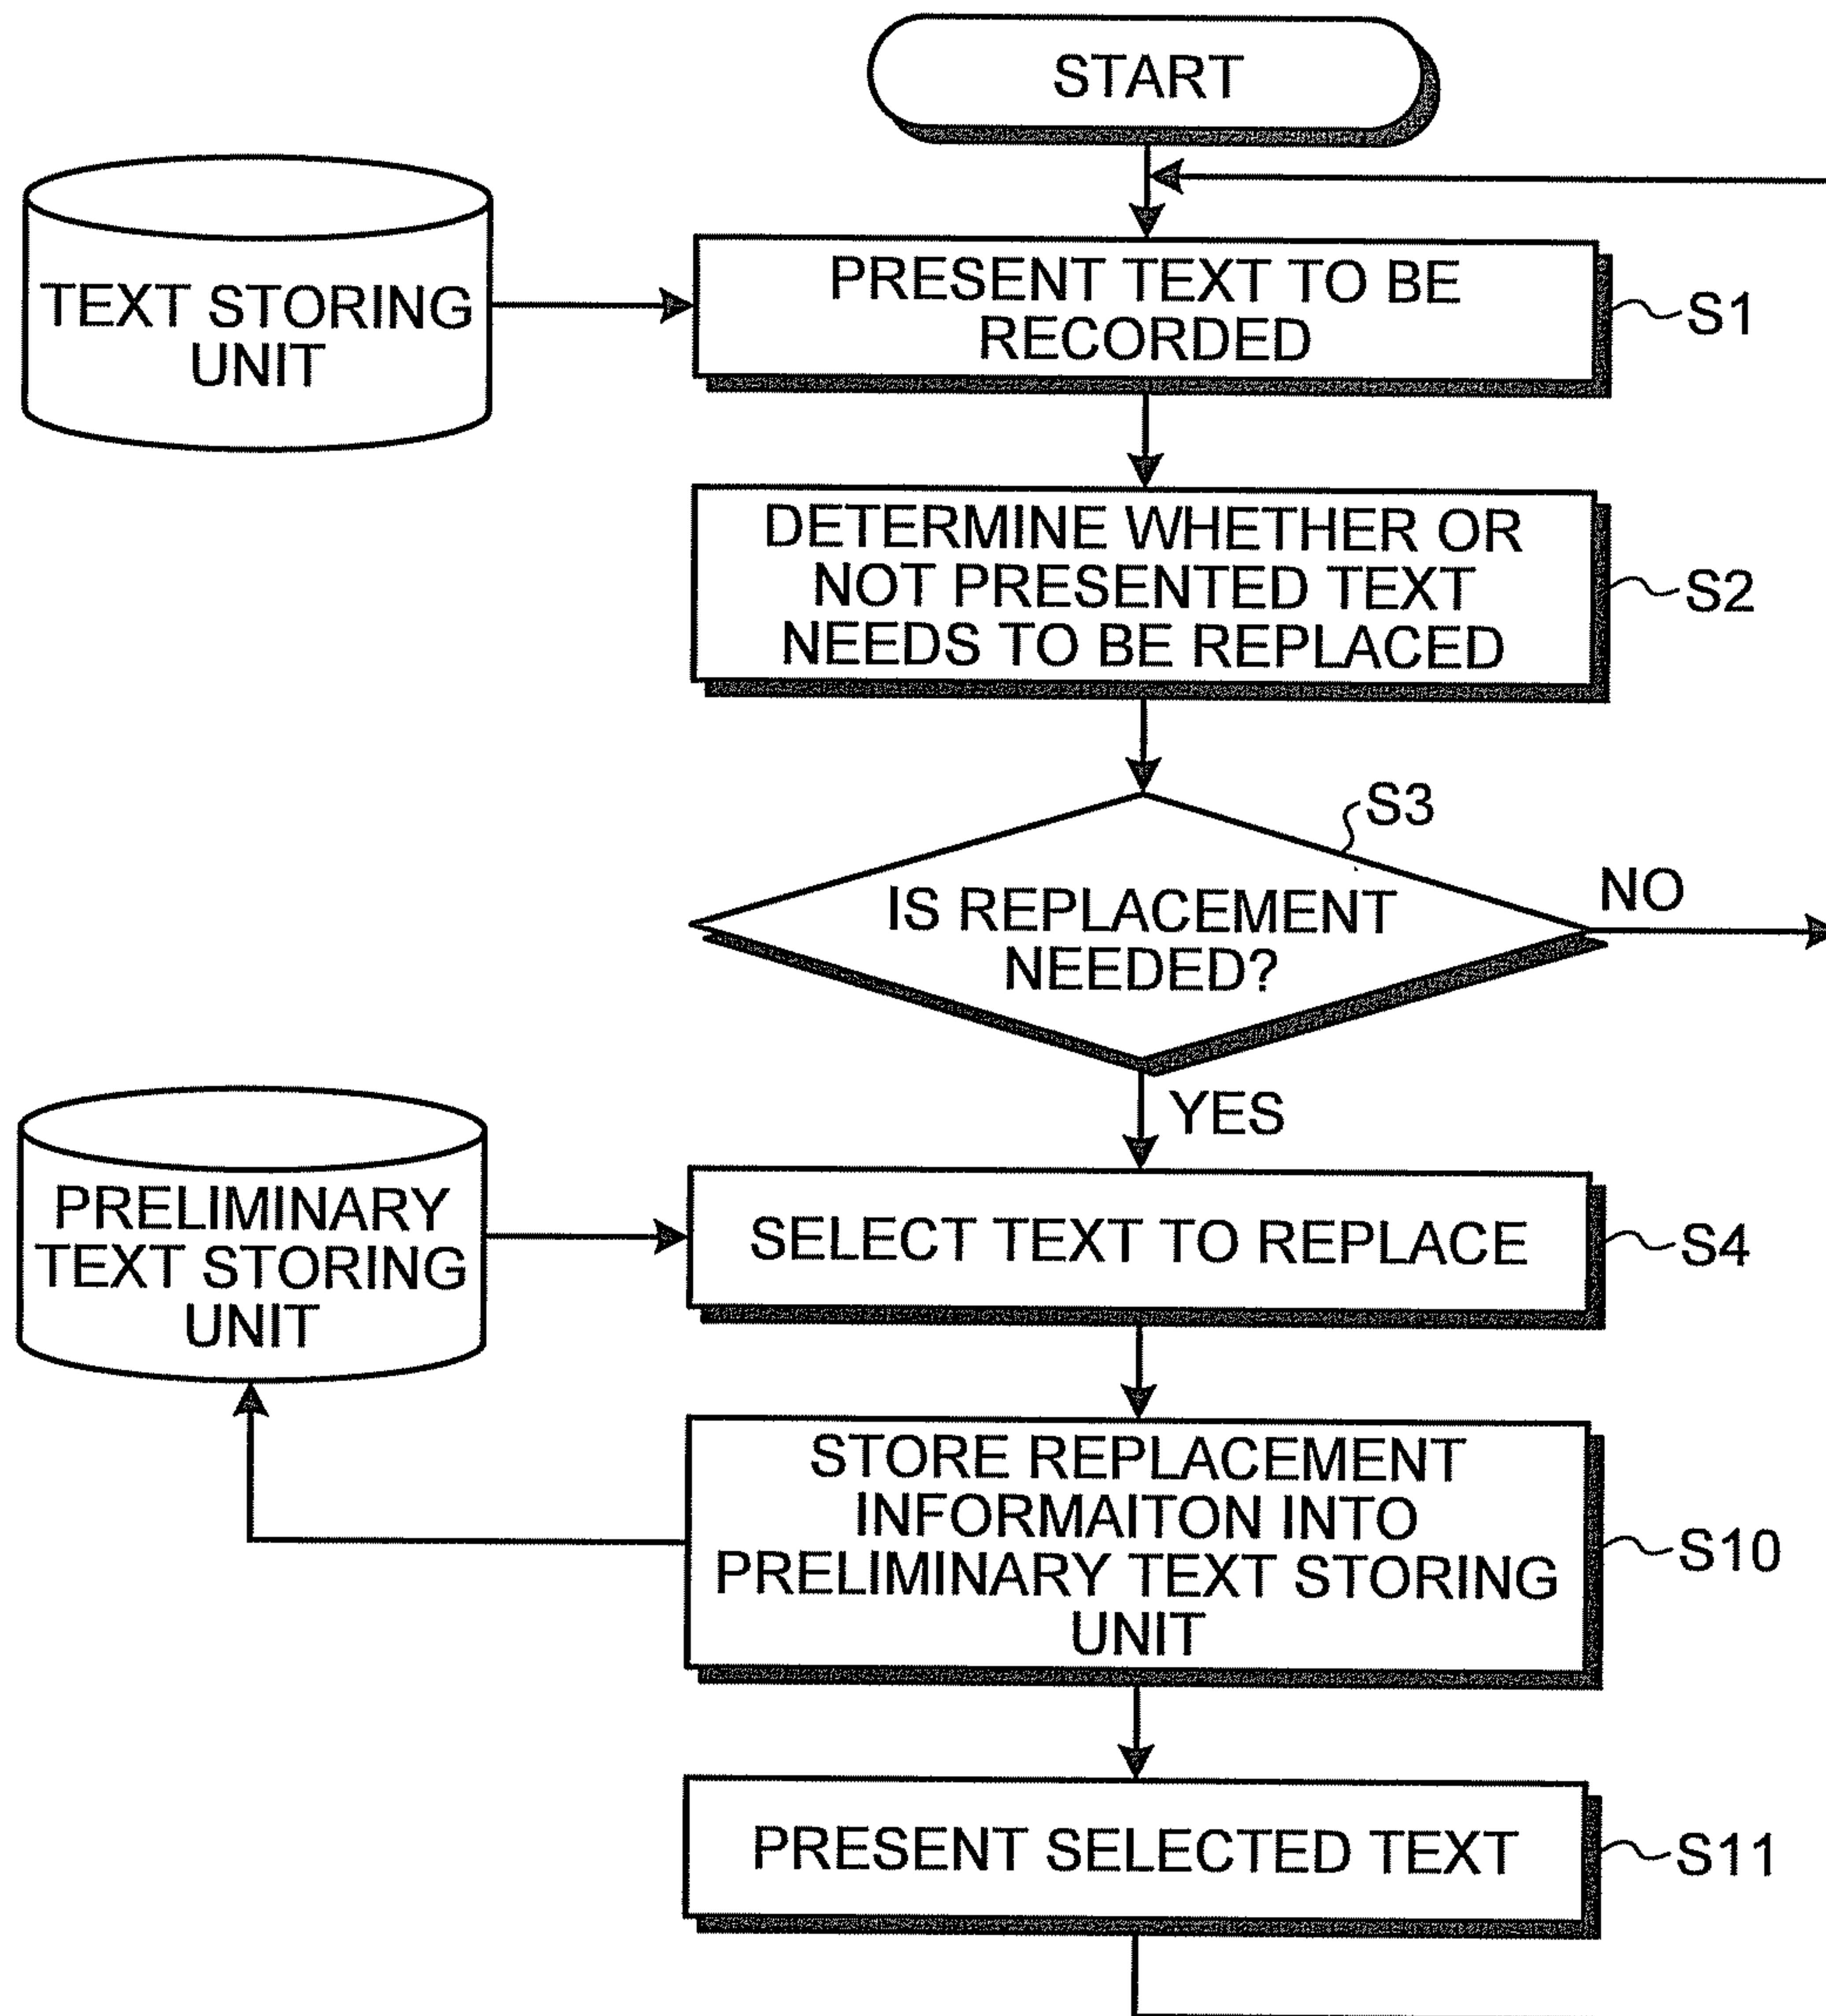 START
TEXT STORING
UNIT
PRESENT TEXT TO BE
RECORDED
S1
DETERMINE WHETHER OR
NOT PRESENTED TEXT
NEEDS TO BE REPLACED
S2
S3
IS REPLACEMENT
NEEDED?
NO
YES
PRELIMINARY
TEXT STORING
UNIT
SELECT TEXT TO REPLACE
S4
STORE REPLACEMENT
INFORMAITON INTO
PRELIMINARY TEXT STORING
UNIT
S10
PRESENT SELECTED TEXT
S11